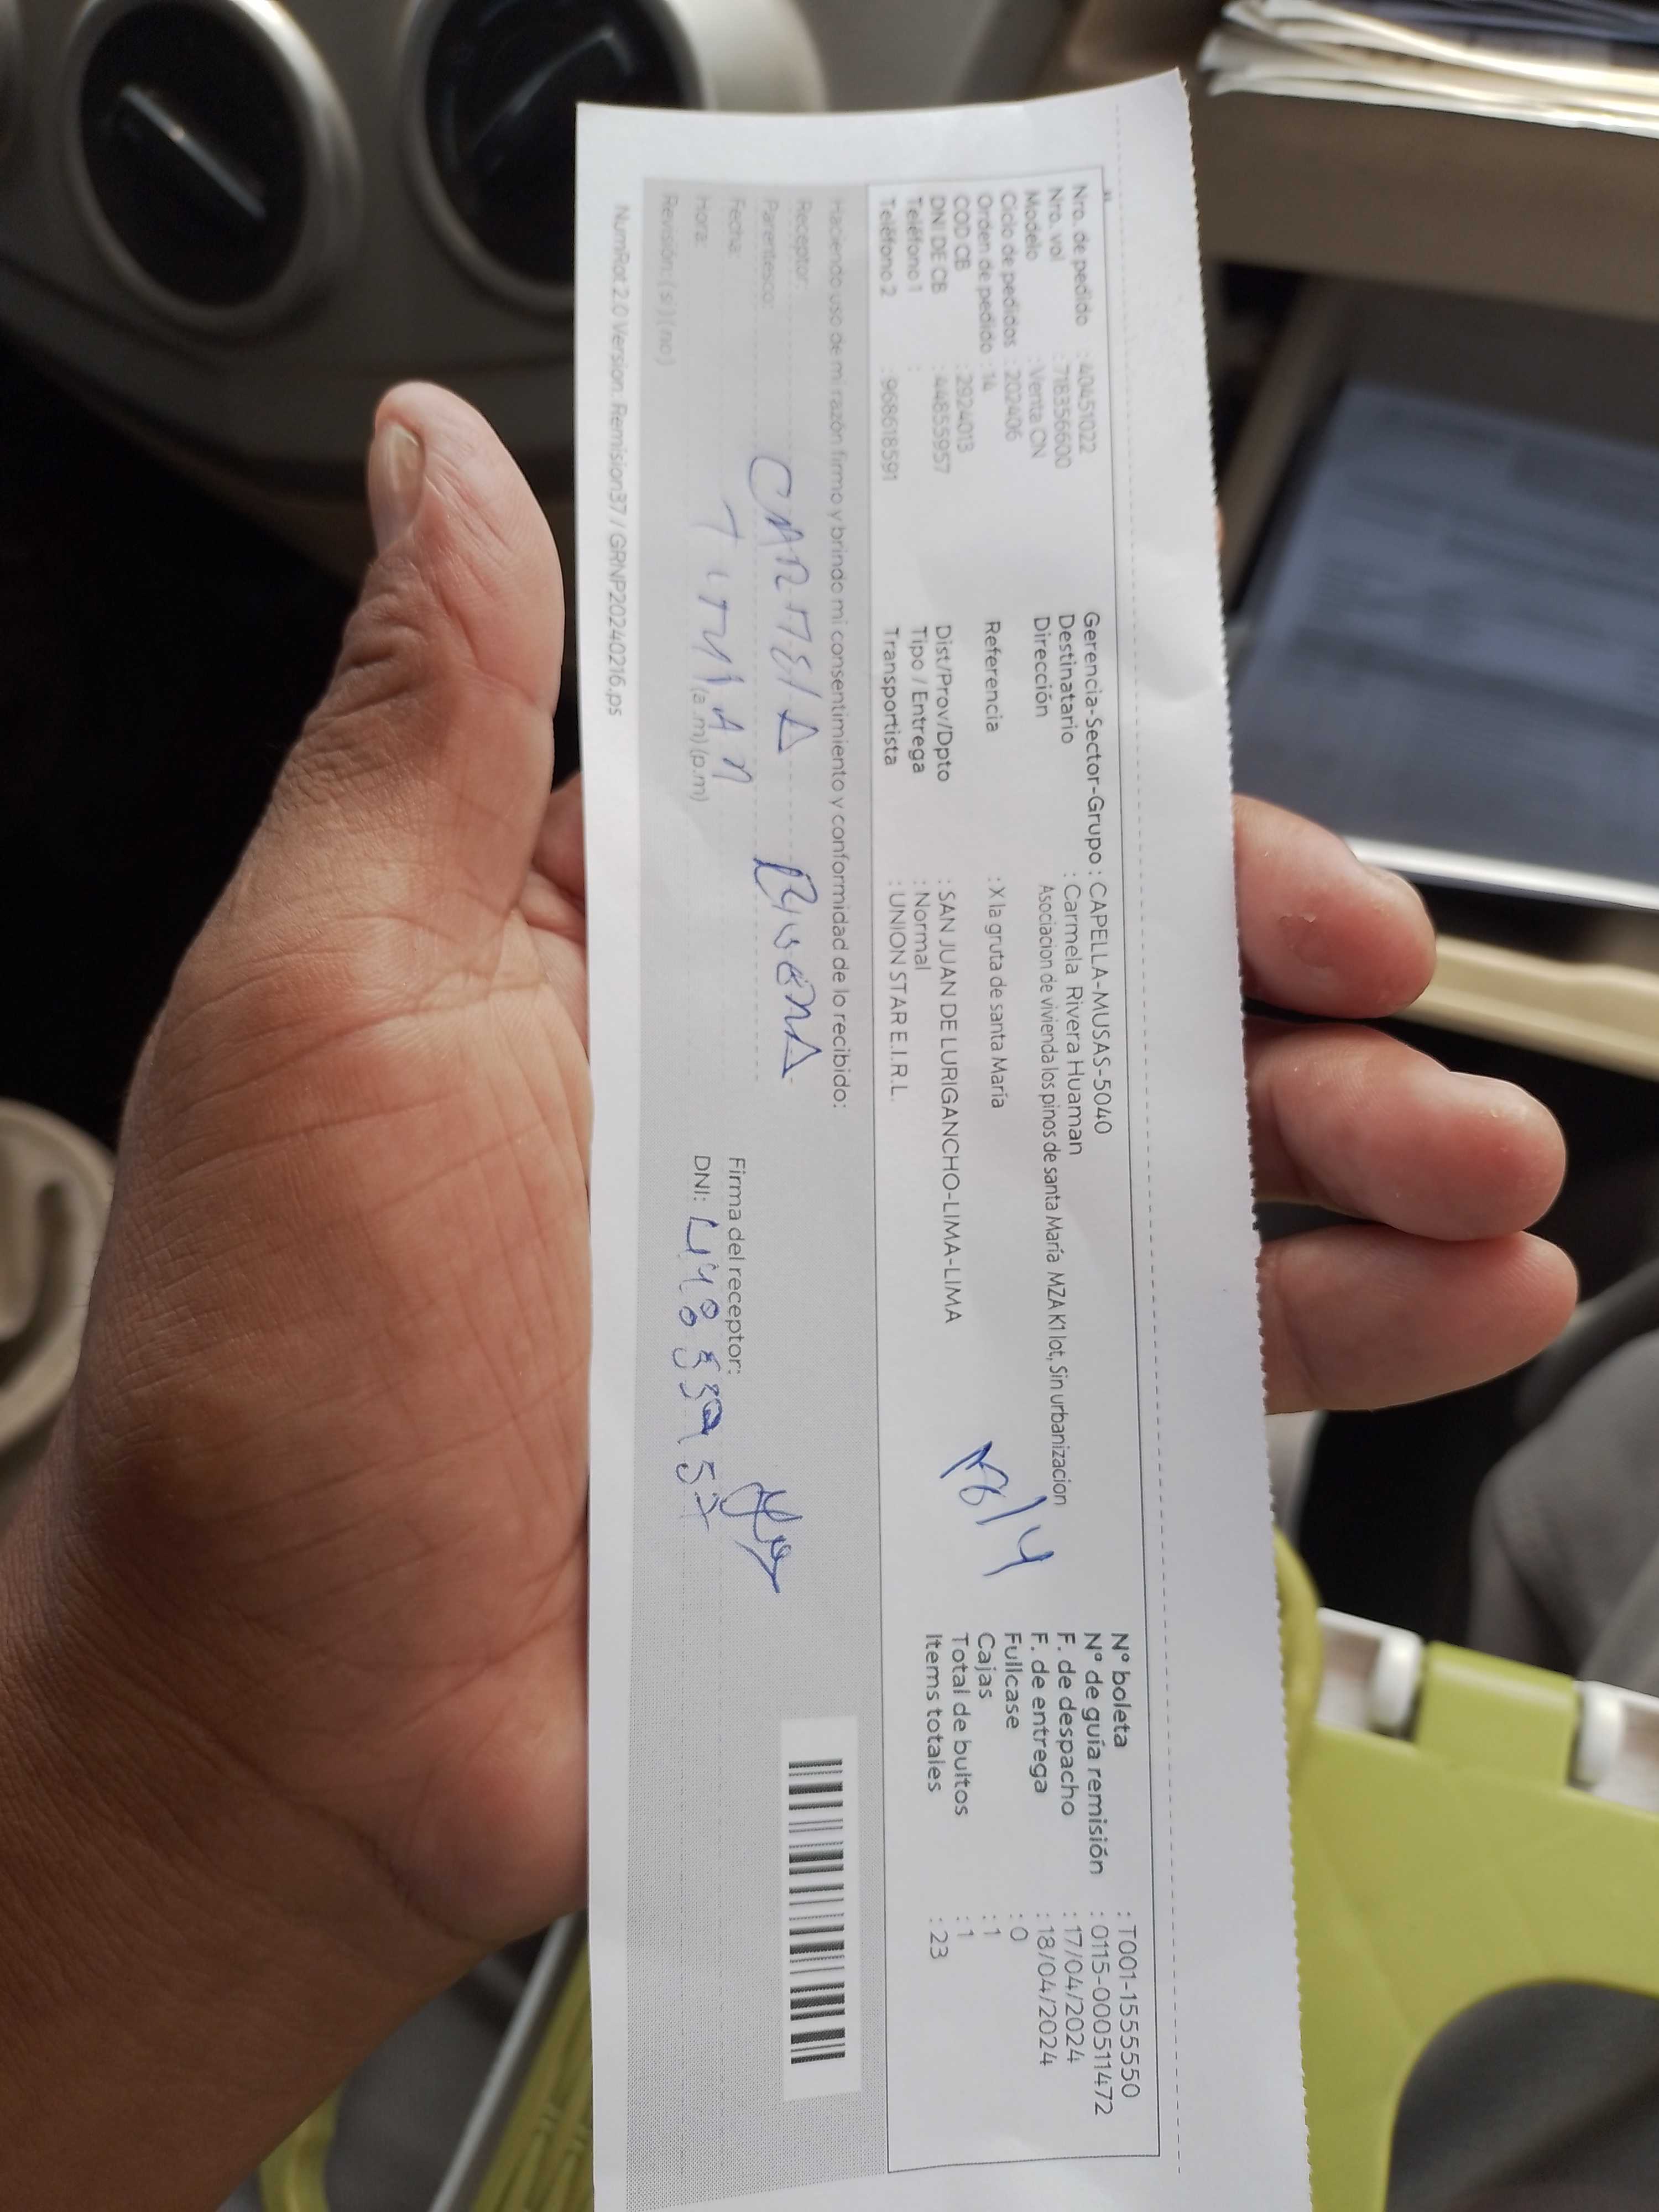 Nro. de pedido : 40451022
Nro. vol : 718356600
Modelo : Venta CN
Ciclo de pedidos : 202406
Orden de pedido : 14
COD CB : 2924013
DNI DE CB : 44855957
Teléfono 1 :
Teléfono 2 : 968618591
Gerencia-Sector-Grupo : CAPELLA-MUSAS-5040
Destinatario : Carmela Rivera Huaman
Dirección Asociacion de vivienda los pinos de santa María MZA K1 lot, Sin urbanizacion
Referencia : X la gruta de santa María
Dist/Prov/Dpto : SAN JUAN DE LURIGANCHO-LIMA-LIMA
Tipo / Entrega : Normal
Transportista : UNION STAR E.I.R.L.
N° boleta : T001-1555550
N° de guía remisión : 0115-000511472
F. de despacho : 17/04/2024
F. de entrega : 18/04/2024
Fullcase : 0
Cajas : 1
Total de bultos : 1
Items totales : 23
Haciendo uso de mi razón firmo y brindo mi consentimiento y conformidad de lo recibido:
Receptor: CARMELA RIVERA
Parentesco: TITULAR
Fecha:
Hora: (a.m) (p.m)
Revisión: ( si ) ( no )
Firma del receptor:
DNI:
NumRot 2.0 Version: Remision37 / GRNP20240216.ps